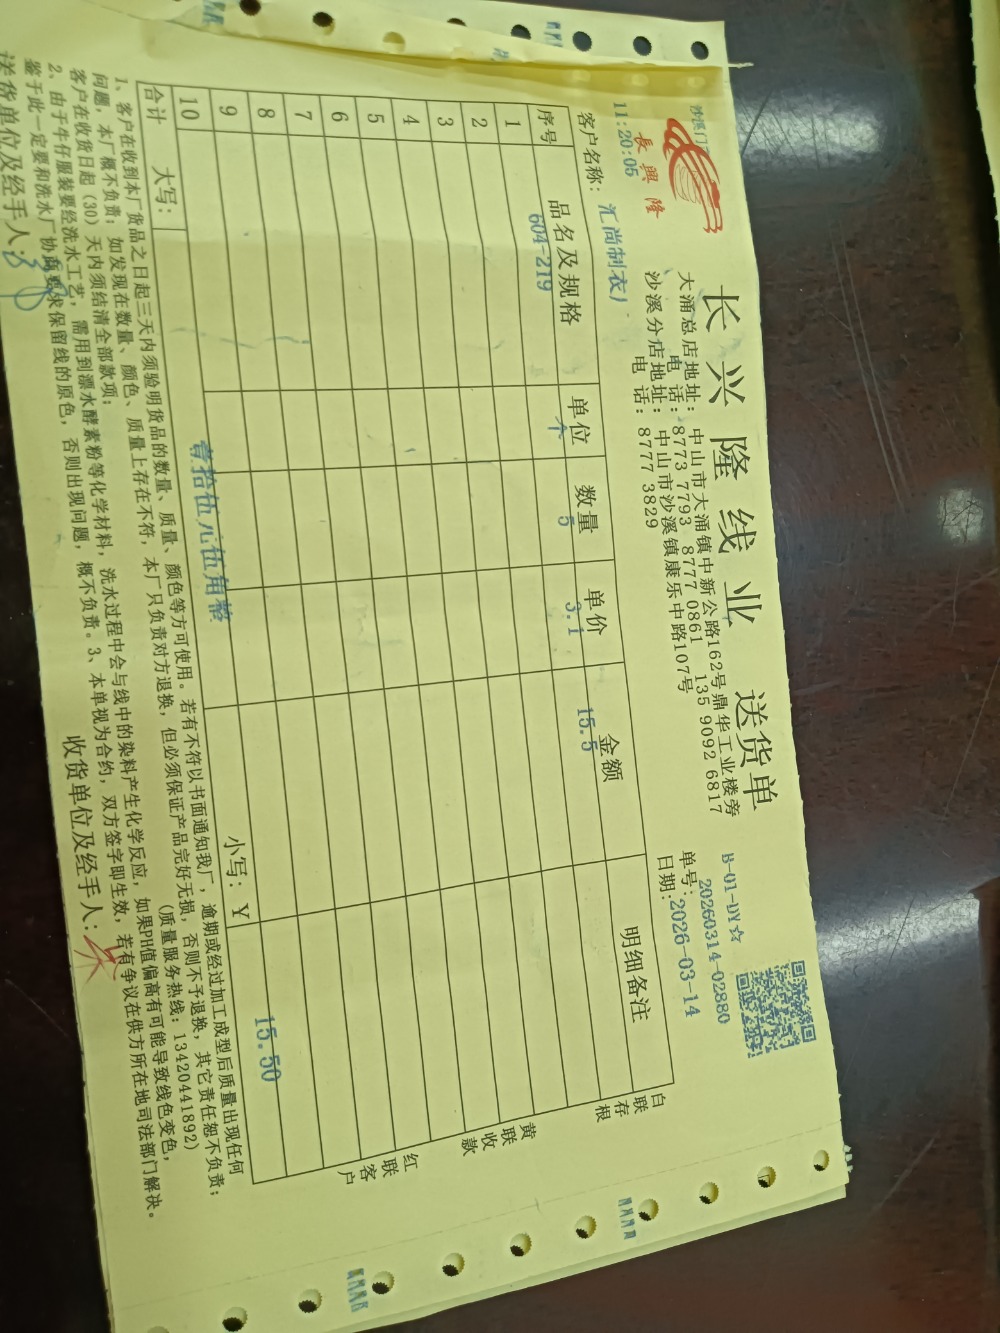 沙溪门
長興隆
11:20:05
长兴隆线业 送货单
大涌总店地址：中山市大涌镇中新公路162号鼎华工业楼旁
电 话：8773 7793 8777 0861 135 9092 6817
沙溪分店地址：中山市沙溪镇康乐中路107号
电 话：8777 3829
B-01-DY☆
单号：20260314-02880
日期：2026-03-14
客户名称：汇尚制衣厂
序号 品名及规格 单位 数量 单价 金额 明细备注
1 604-219 个 5 3.1 15.5
2
3
4
5
6
7
8
9
10
合计 大写：壹拾伍元伍角整 小写：Y 15.50
白联存根
黄联收款
红联客户
1、客户在收到本厂货品之日起三天内须验明货品的数量、质量、颜色等方可使用。若有不符以书面通知我厂，逾期或经过加工成型后质量出现任何
问题，本厂概不负责；如发现在数量、颜色、质量上存在不符，本厂只负责对方退换，但必须保证产品完好无损，否则不予退换，其它责任恕不负责；
客户在收货日起（30）天内须结清全部款项； （质量服务热线：13420441892）
2、由于牛仔服装要经洗水工艺，需用到漂水酵素粉等化学材料，洗水过程中会与线中的染料产生化学反应，如果PH值偏高有可能导致线色变色，
鉴于此一定要和洗水厂协商要求保留线的原色，否则出现问题，概不负责。3、本单视为合约，双方签字即生效，若有争议在供方所在地司法部门解决。
送货单位及经手人： 收货单位及经手人：